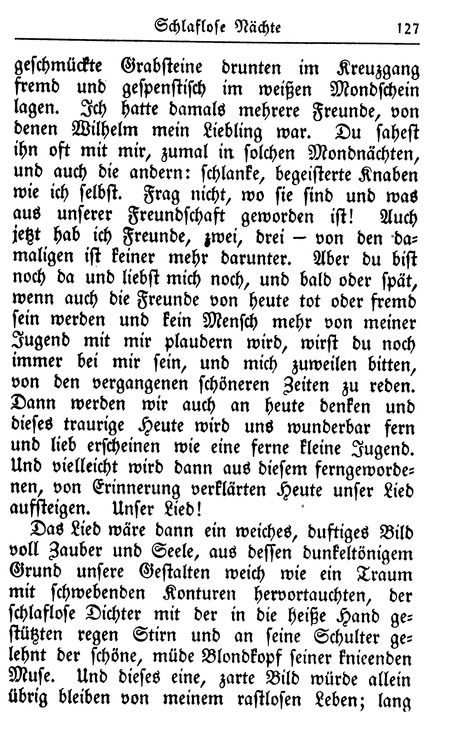 Schlaflose Nächte 127
geschmückte Grabsteine drunten im Kreuzgang
fremd und gespenstisch im weißen Mondschein
lagen. Ich hatte damals mehrere Freunde, von
denen Wilhelm mein Liebling war. Du sahest
ihn oft mit mir, zumal in solchen Mondnächten,
und auch die andern: schlanke, begeisterte Knaben
wie ich selbst. Frag nicht, wo sie sind und was
aus unserer Freundschaft geworden ist! Auch
jetzt hab ich Freunde, zwei, drei — von den da-
maligen ist keiner mehr darunter. Aber du bist
noch da und liebst mich noch, und bald oder spät,
wenn auch die Freunde von heute tot oder fremd
sein werden und kein Mensch mehr von meiner
Jugend mit mir plaudern wird, wirst du noch
immer bei mir sein, und mich zuweilen bitten,
von den vergangenen schöneren Zeiten zu reden.
Dann werden wir auch an heute denken und
dieses traurige Heute wird uns wunderbar fern
und lieb erscheinen wie eine ferne kleine Jugend.
Und vielleicht wird dann aus diesem ferngeworde-
nen, von Erinnerung verklärten Heute unser Lied
aufsteigen. Unser Lied!
Das Lied wäre dann ein weiches, duftiges Bild
voll Zauber und Seele, aus dessen dunkeltönigem
Grund unsere Gestalten weich wie ein Traum
mit schwebenden Konturen hervortauchten, der
schlaflose Dichter mit der in die heiße Hand ge-
stützten regen Stirn und an seine Schulter ge-
lehnt der schöne, müde Blondkopf seiner knieenden
Muse. Und dieses eine, zarte Bild würde allein
übrig bleiben von meinem rastlosen Leben; lang